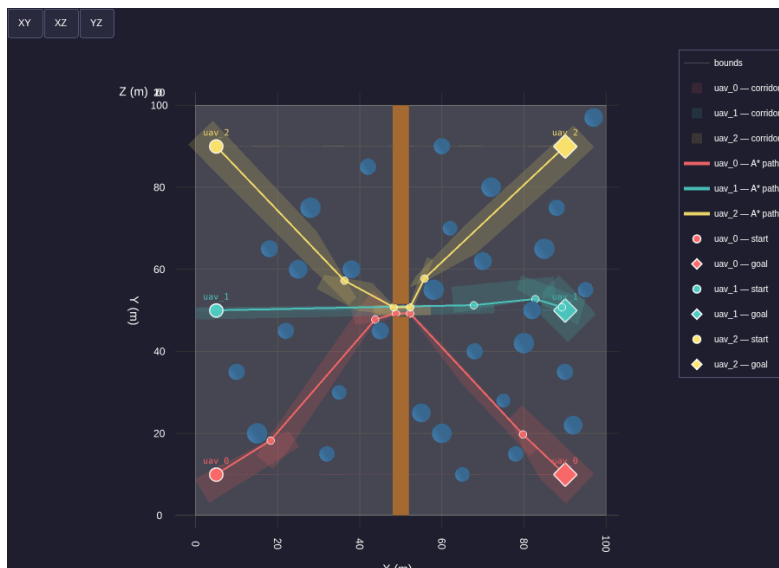 XY XZ YZ
Z (m)
100
80
60
40
20
0
Y (m)
0 20 40 60 80 100
X (m)
uav_2 uav_2
uav_1 uav_1
uav_0 uav_0
bounds
uav_0 — corridor
uav_1 — corridor
uav_2 — corridor
uav_0 — A* path
uav_1 — A* path
uav_2 — A* path
uav_0 — start
uav_0 — goal
uav_1 — start
uav_1 — goal
uav_2 — start
uav_2 — goal